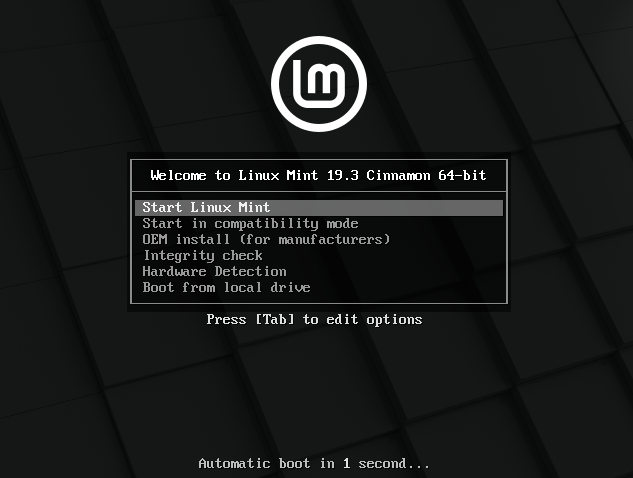 Welcome to Linux Mint 19.3 Cinnamon 64-bit
Start Linux Mint
Start in compatibility mode
OEM install (for manufacturers)
Integrity check
Hardware Detection
Boot from local drive
Press [Tab] to edit options
Automatic boot in 1 second...